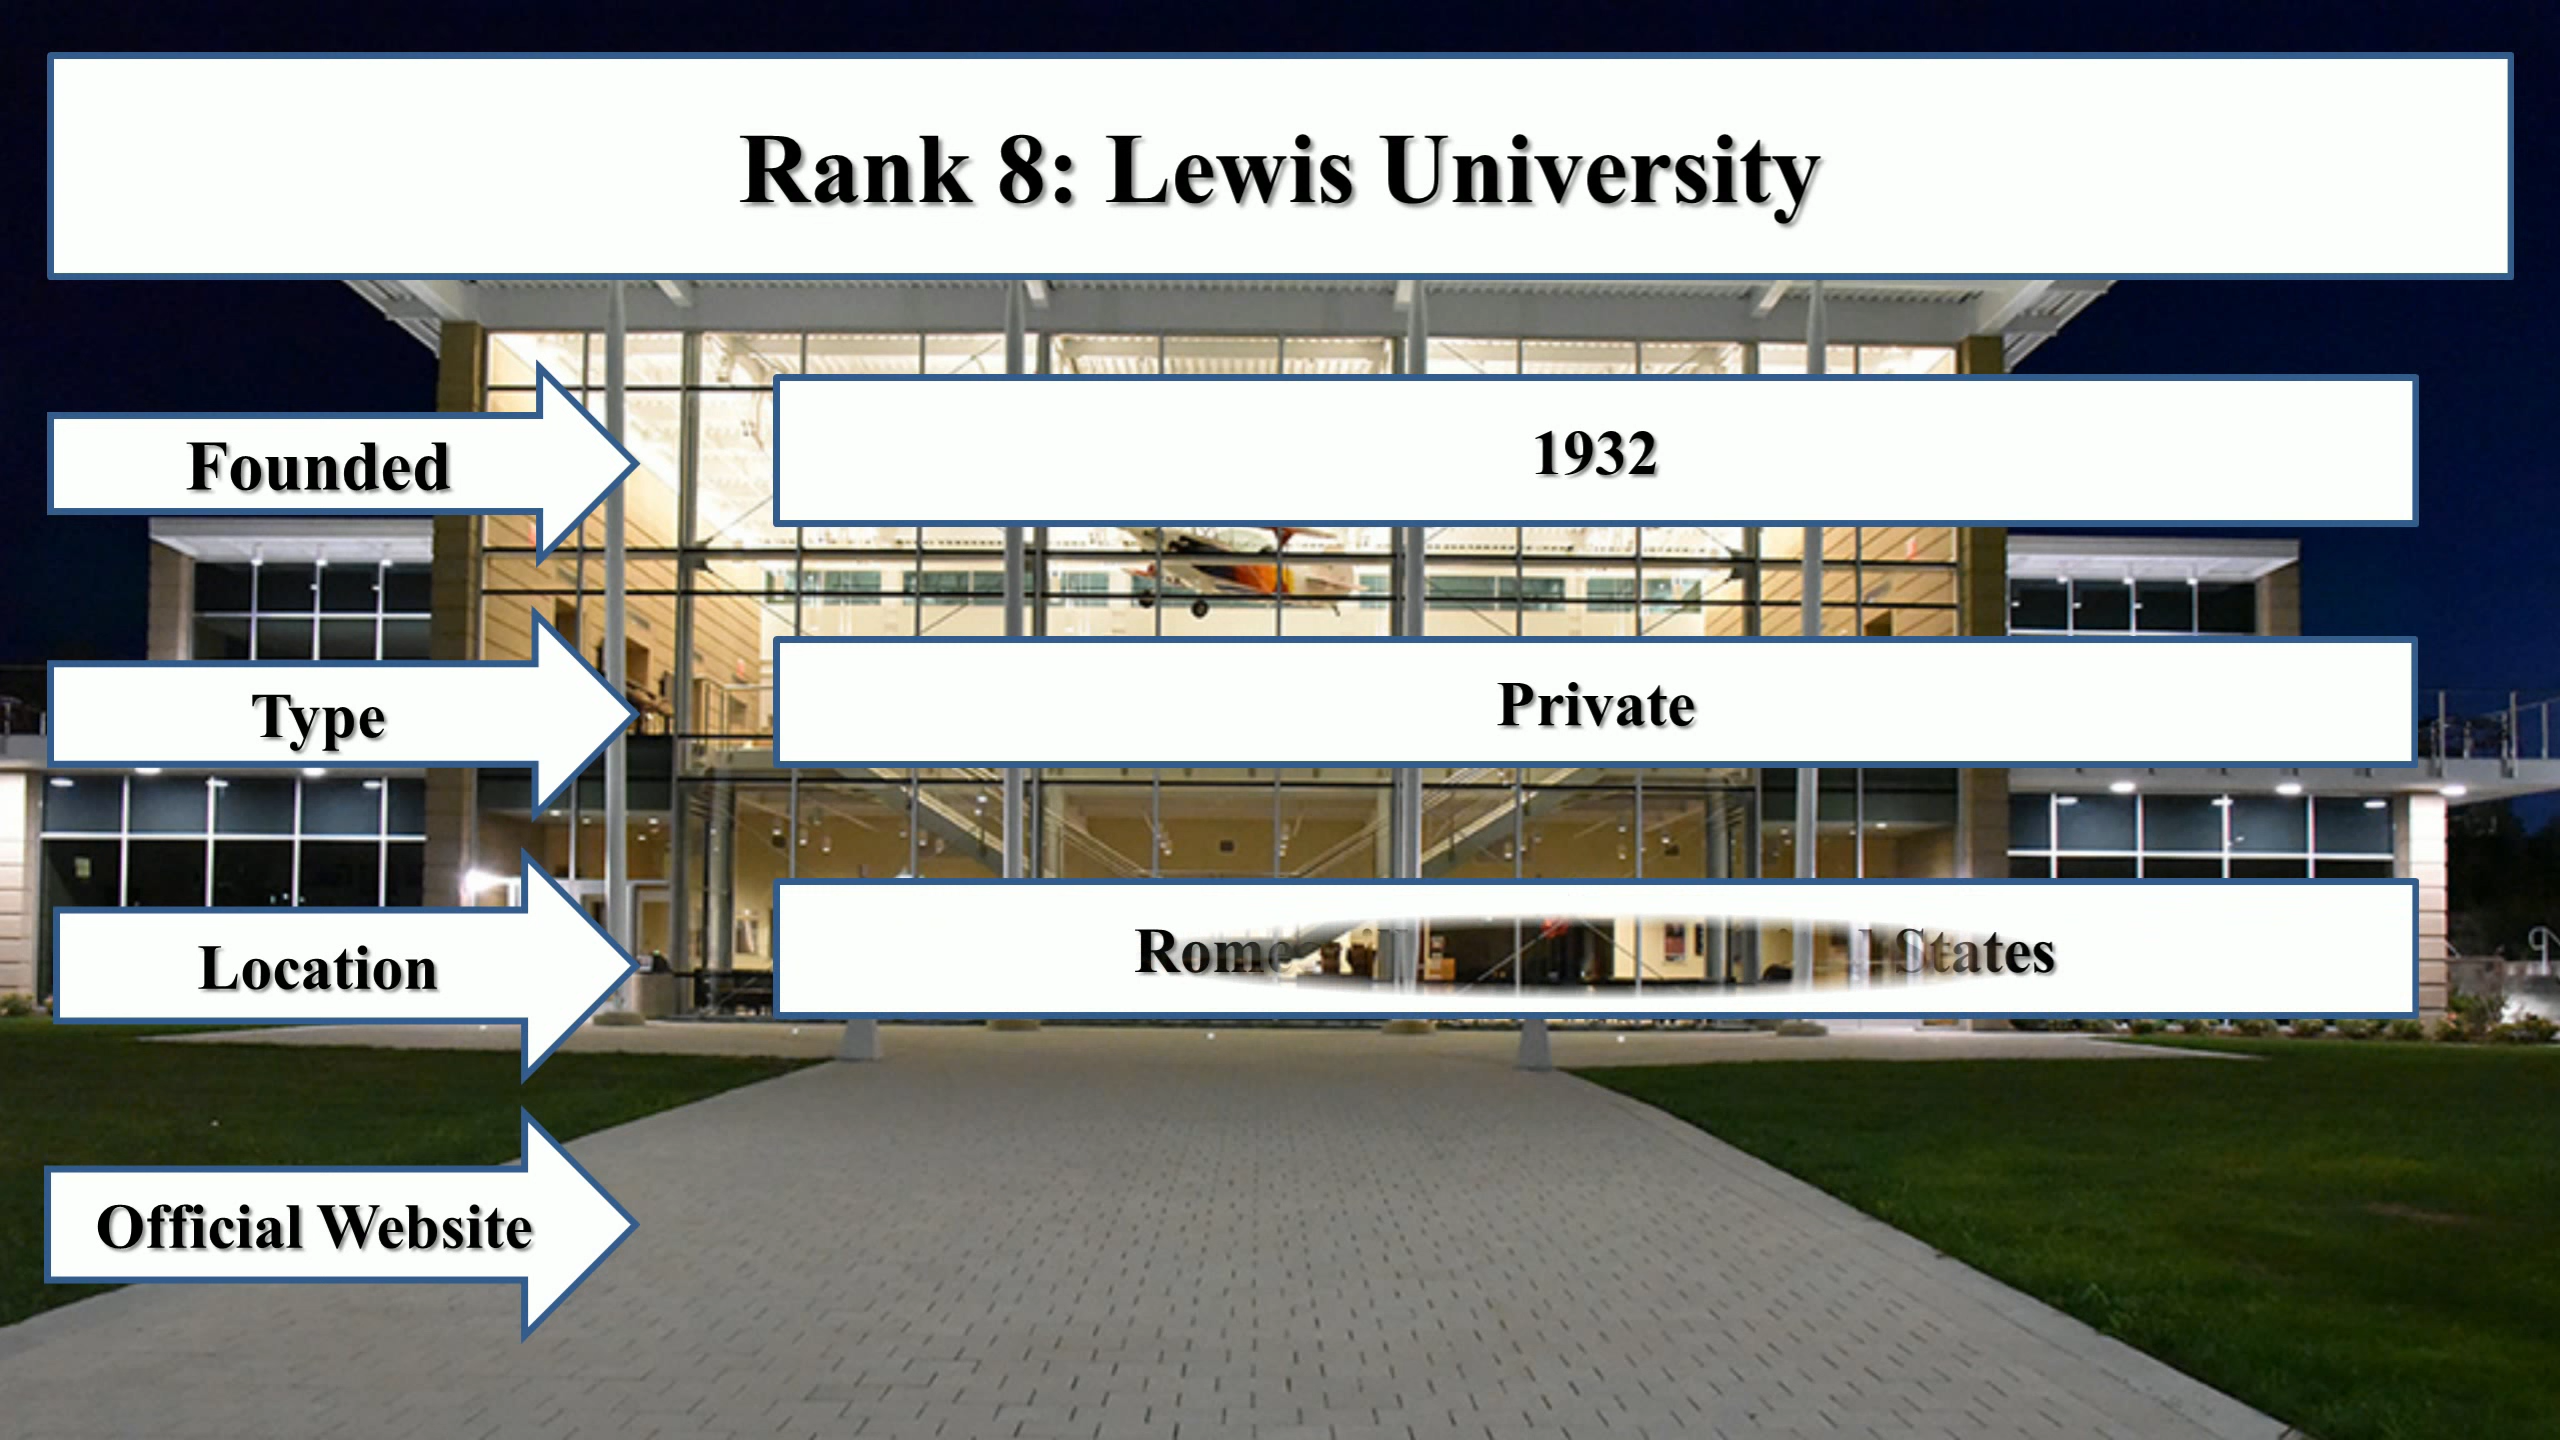 Rank 8: Lewis University
Founded
1932
Type
Private
Location
States
Official Website